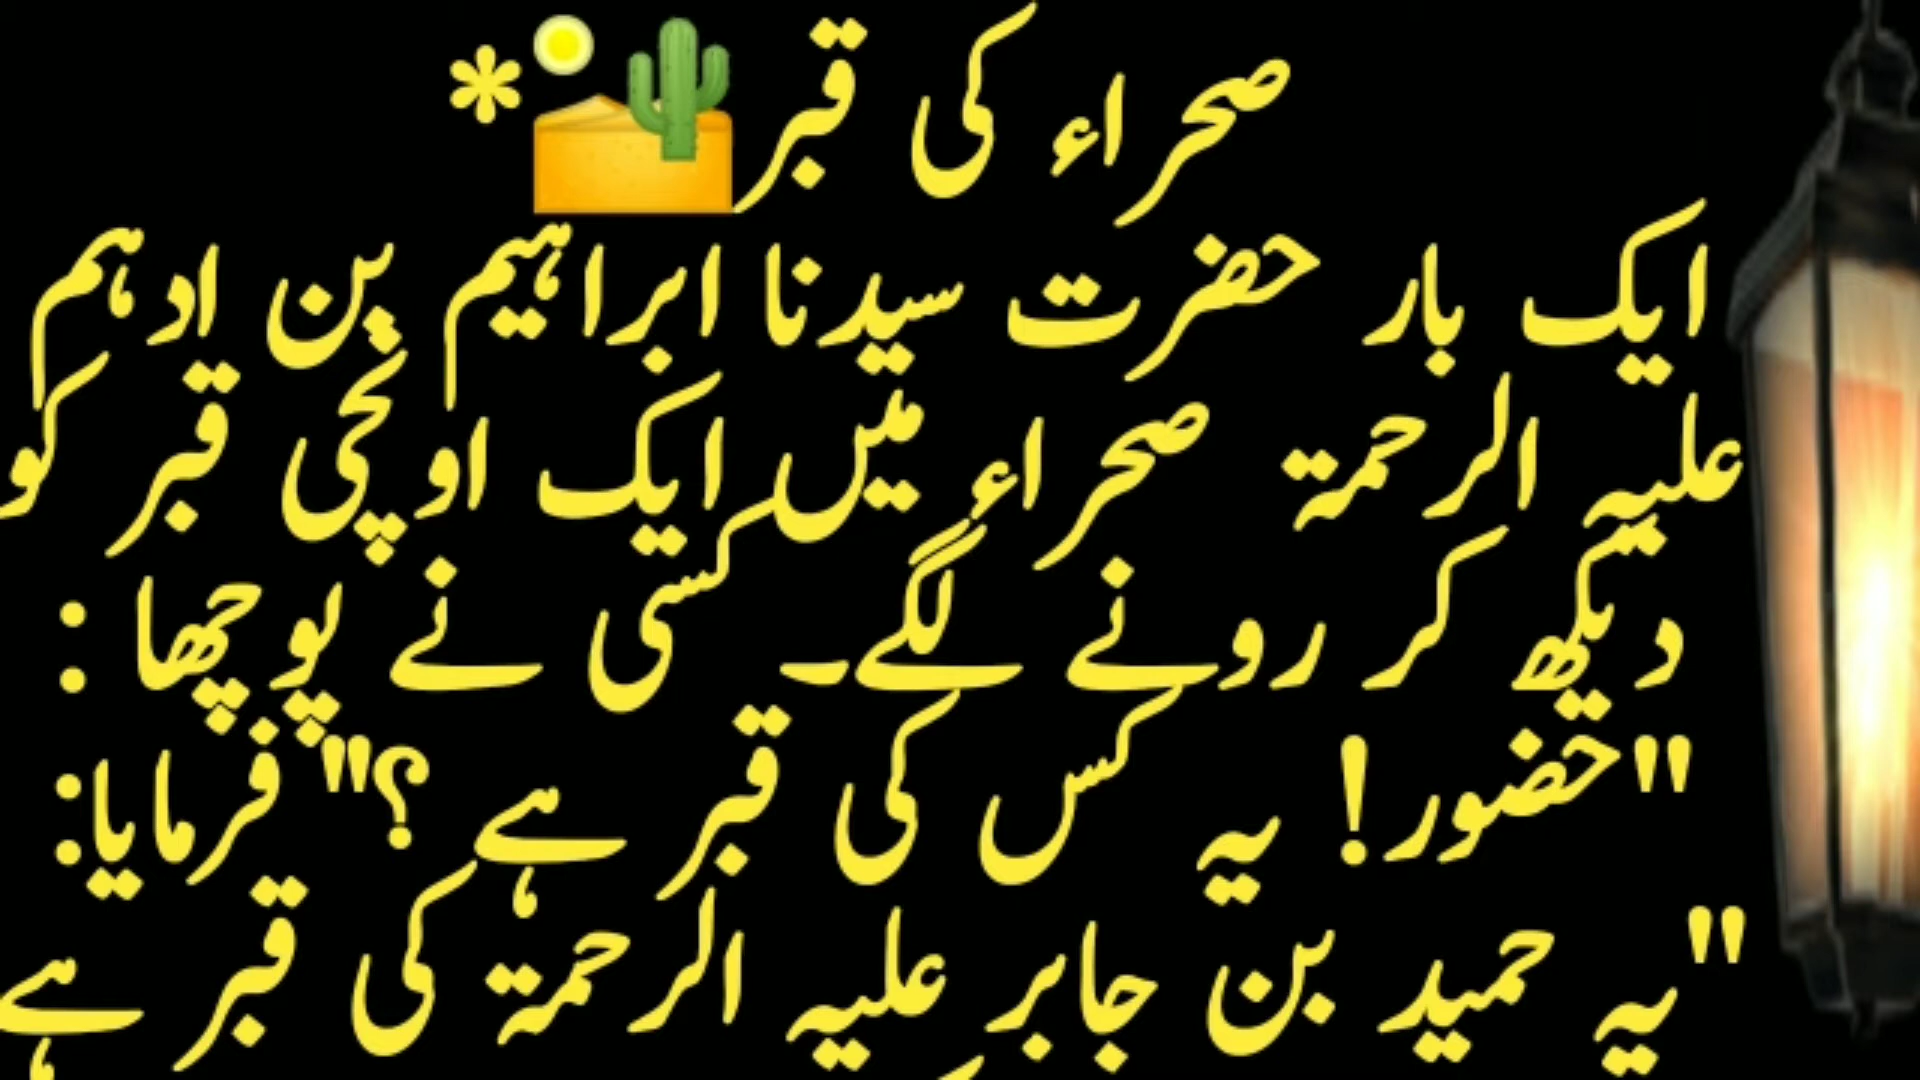 صحراء کی قبر🏜️*
ایک بار حضرت سیدنا ابراہیم بن ادہم
علیہ الرحمۃ صحراء میں ایک اونچی قبر کو
دیکھ کر رونے لگے۔ کسی نے پوچھا :
"حضور! یہ کس کی قبر ہے ؟" فرمایا:
"یہ حمید بن جابر علیہ الرحمۃ کی قبر ہے